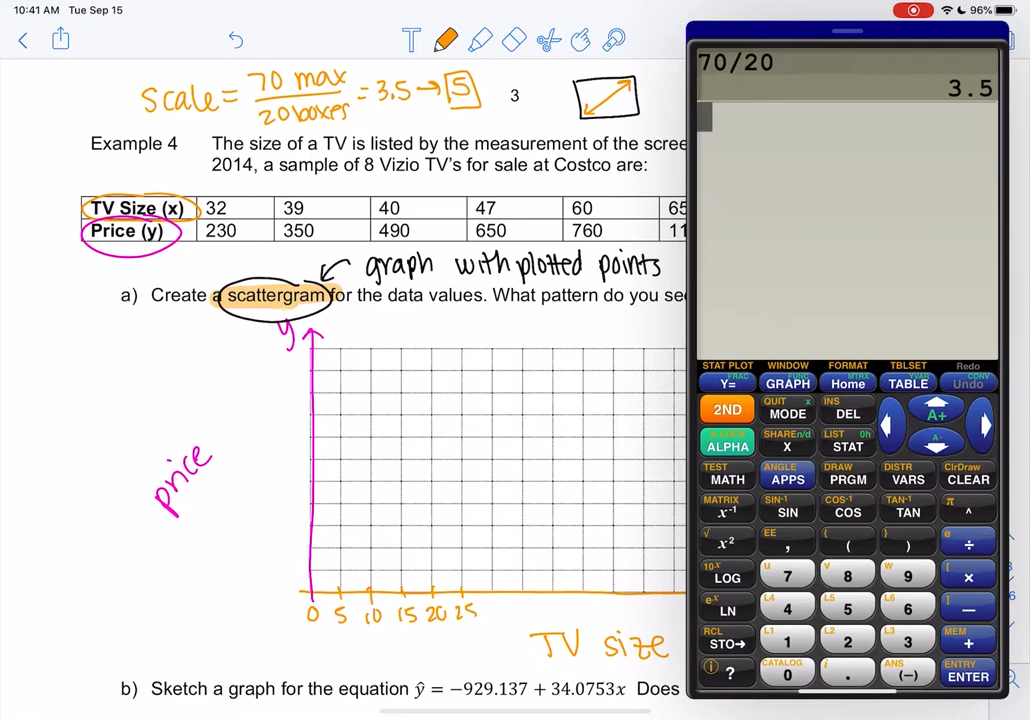 10:41 AM Tue Sep 15
96%
scale = 70 max / 20 boxes = 3.5 → 5
3
Example 4 The size of a TV is listed by the measurement of the scree
2014, a sample of 8 Vizio TV's for sale at Costco are:
TV Size (x) 32 39 40 47 60 65
Price (y) 230 350 490 650 760 11
graph with plotted points
a) Create a scattergram for the data values. What pattern do you see
y
price
0 5 10 15 20 25
TV size
b) Sketch a graph for the equation ŷ = −929.137 + 34.0753x Does
70/20
3.5
STAT PLOT WINDOW FORMAT TBLSET Redo
Y= FRAC GRAPH FUNC Home MTRX TABLE YVAR Undo CONV
QUIT x INS
2ND MODE DEL A+
A-LOCK SHARE n/d LIST 0h A-
ALPHA X STAT
TEST ANGLE DRAW DISTR ClrDraw
MATH APPS PRGM VARS CLEAR
MATRIX SIN-1 COS-1 TAN-1 π
x-1 SIN COS TAN ^
√ EE { } e
x2 , ( ) ÷
10x u v w [
LOG 7 8 9 ×
ex L4 L5 L6 ]
LN 4 5 6 —
RCL L1 L2 L3 MEM
STO→ 1 2 3 +
CATALOG i ANS ENTRY
? 0 . (−) ENTER